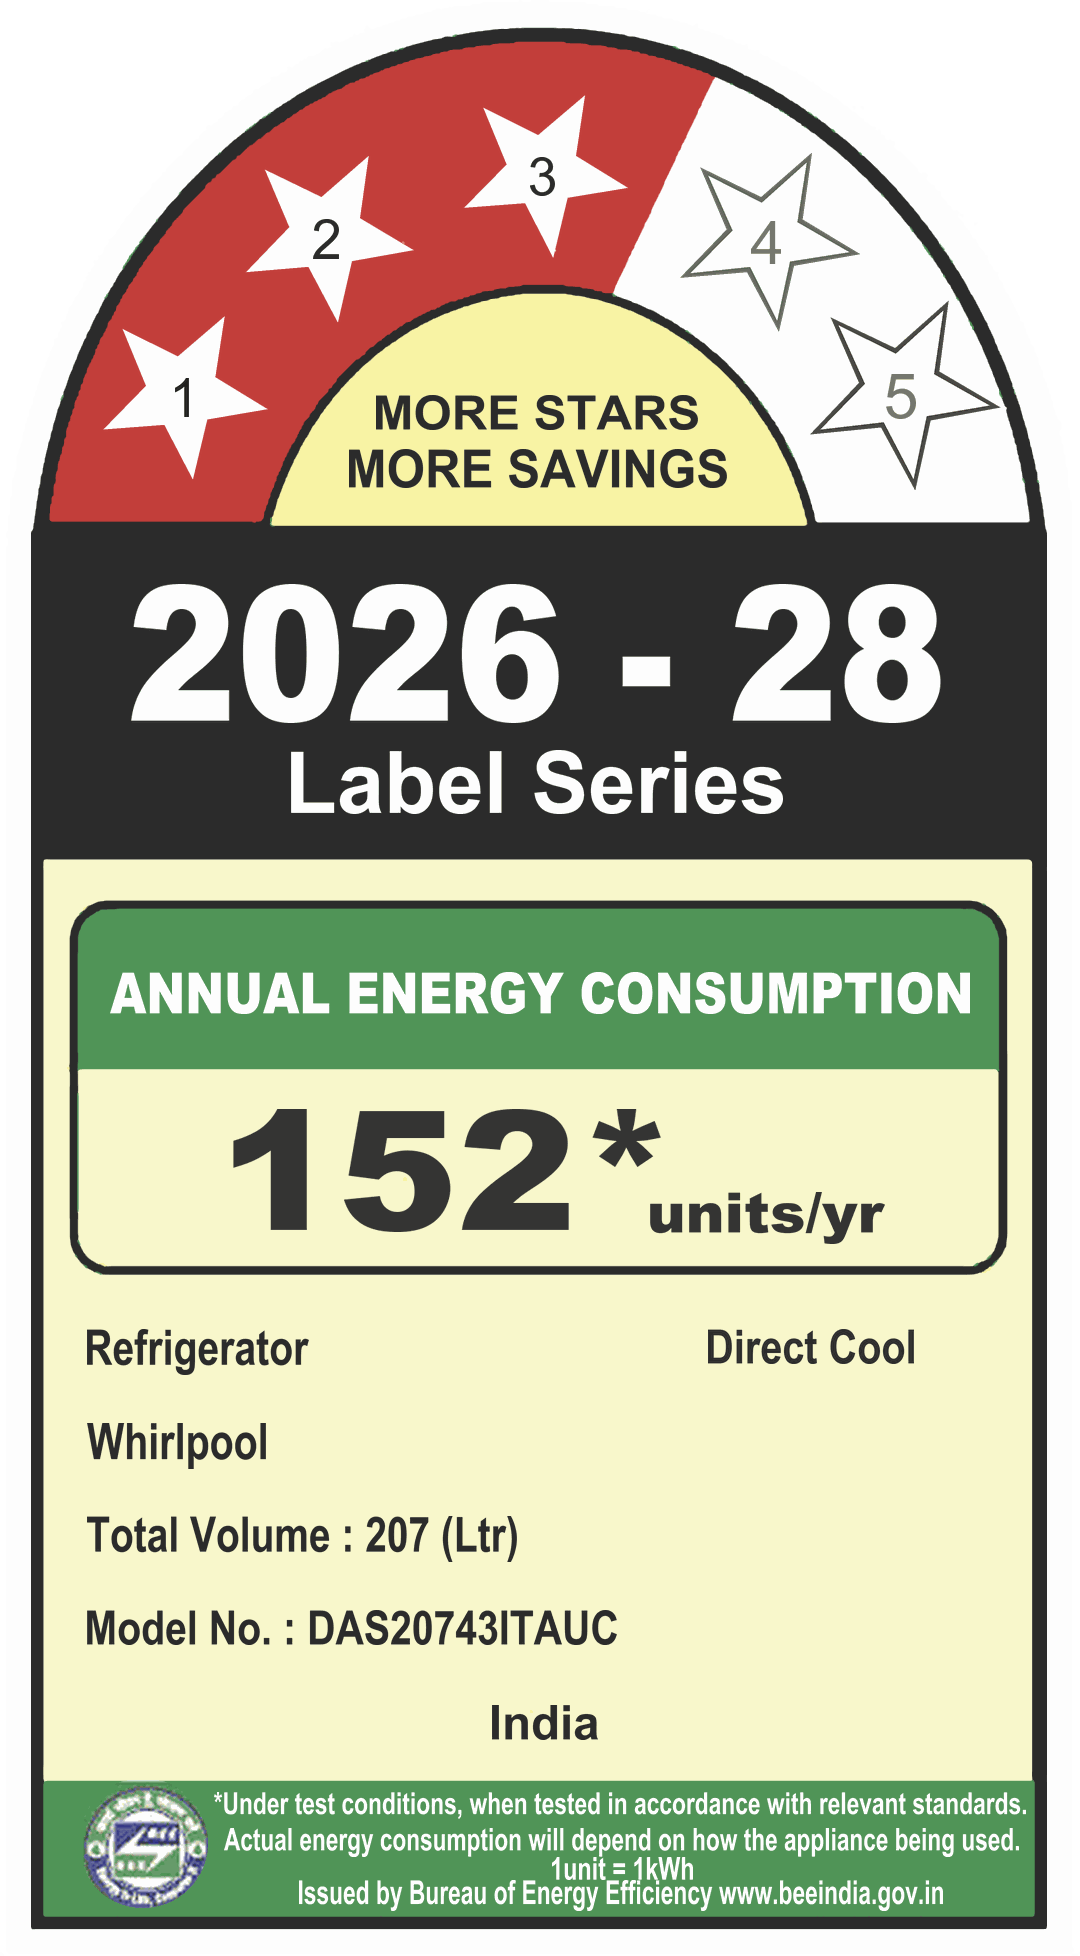 1
2
3
4
5
MORE STARS
MORE SAVINGS
2026 - 28
Label Series
ANNUAL ENERGY CONSUMPTION
152* units/yr
Refrigerator Direct Cool
Whirlpool
Total Volume : 207 (Ltr)
Model No. : DAS20743ITAUC
India
*Under test conditions, when tested in accordance with relevant standards.
Actual energy consumption will depend on how the appliance being used.
1unit = 1kWh
Issued by Bureau of Energy Efficiency www.beeindia.gov.in